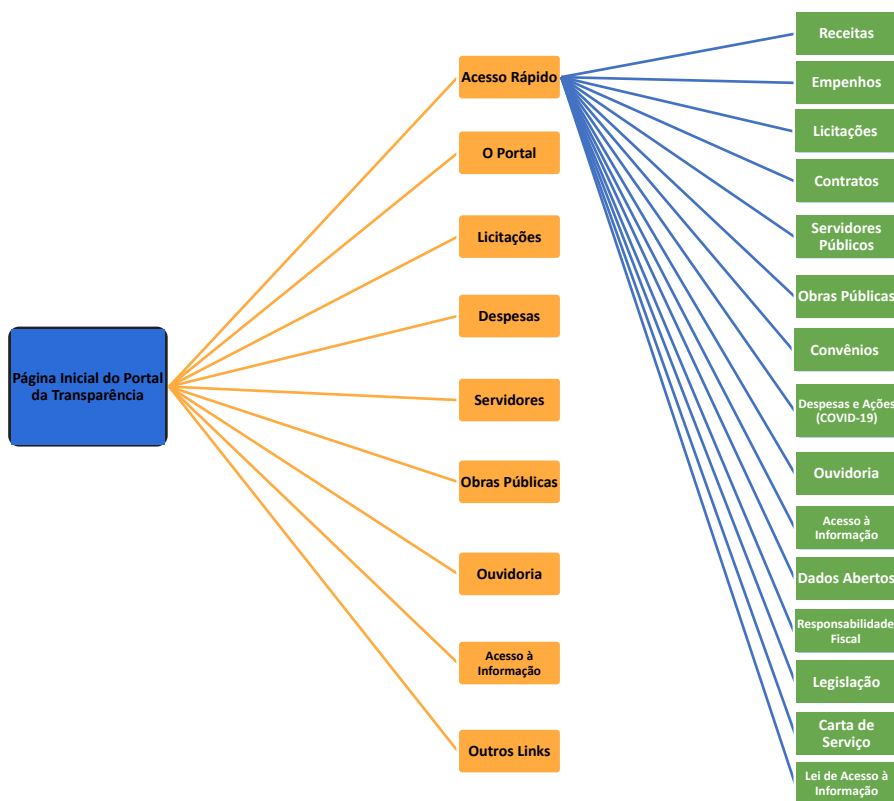 Página Inicial do Portal
da Transparência
Acesso Rápido
O Portal
Licitações
Despesas
Servidores
Obras Públicas
Ouvidoria
Acesso à
Informação
Outros Links
Receitas
Empenhos
Licitações
Contratos
Servidores
Públicos
Obras Públicas
Convênios
Despesas e Ações
(COVID-19)
Ouvidoria
Acesso à
Informação
Dados Abertos
Responsabilidade
Fiscal
Legislação
Carta de
Serviço
Lei de Acesso à
Informação